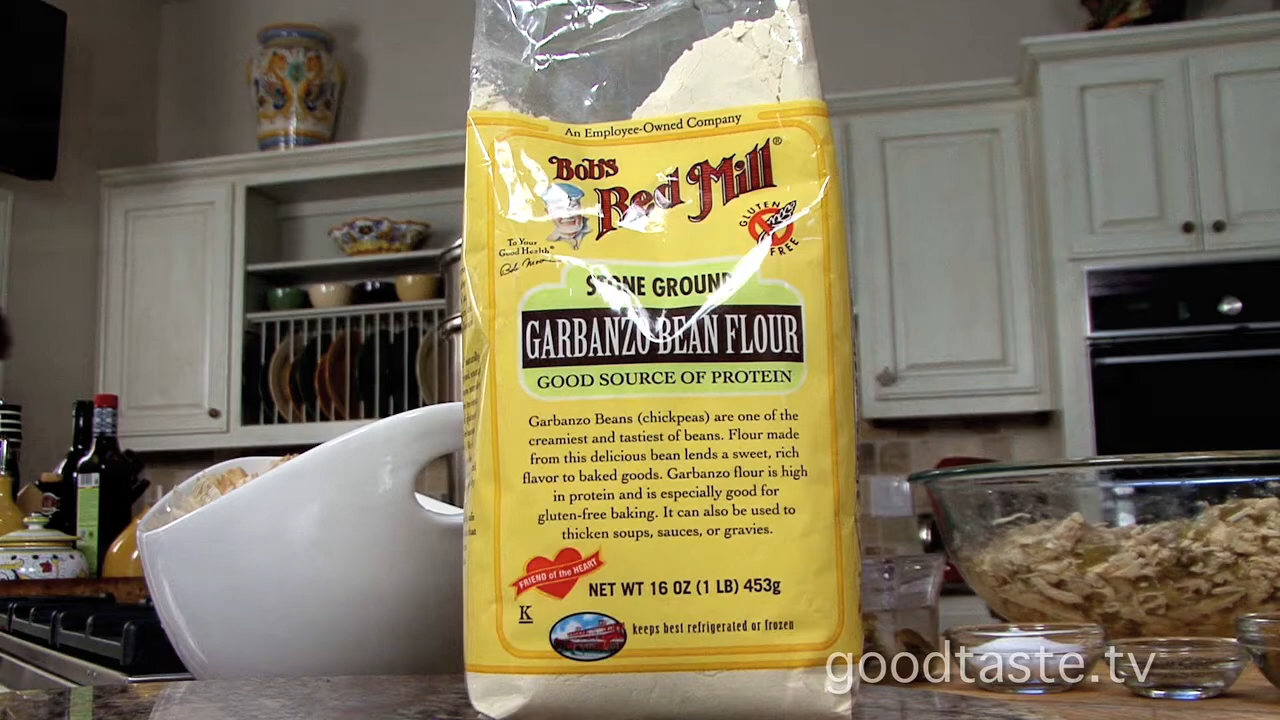 An Employee-Owned Company
Bob's
Red Mill®
GLUTEN
FREE
To Your
Good Health®
STONE GROUND
GARBANZO BEAN FLOUR
GOOD SOURCE OF PROTEIN
Garbanzo Beans (chickpeas) are one of the
creamiest and tastiest of beans. Flour made
from this delicious bean lends a sweet, rich
flavor to baked goods. Garbanzo flour is high
in protein and is especially good for
gluten-free baking. It can also be used to
thicken soups, sauces, or gravies.
FRIEND of the HEART
NET WT 16 OZ (1 LB) 453g
K
keeps best refrigerated or frozen
goodtaste.tv